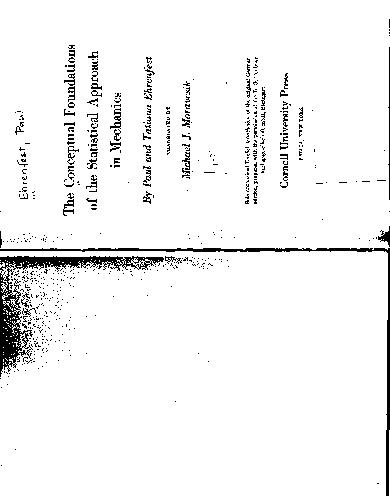 Ehrenfest, Paul
The Conceptual Foundations
of the Statistical Approach
in Mechanics
By Paul and Tatiana Ehrenfest
TRANSLATED BY
Michael J. Moravcsik
Cornell University Press
ITHACA, NEW YORK